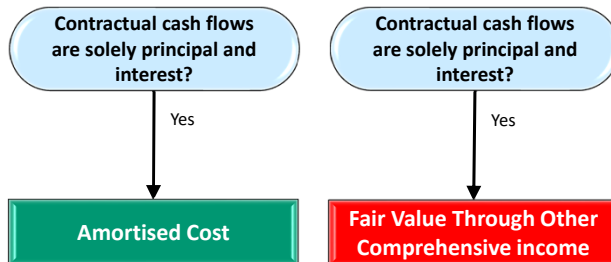 Contractual cash flows
are solely principal and
interest?
Yes
Amortised Cost
Contractual cash flows
are solely principal and
interest?
Yes
Fair Value Through Other
Comprehensive income